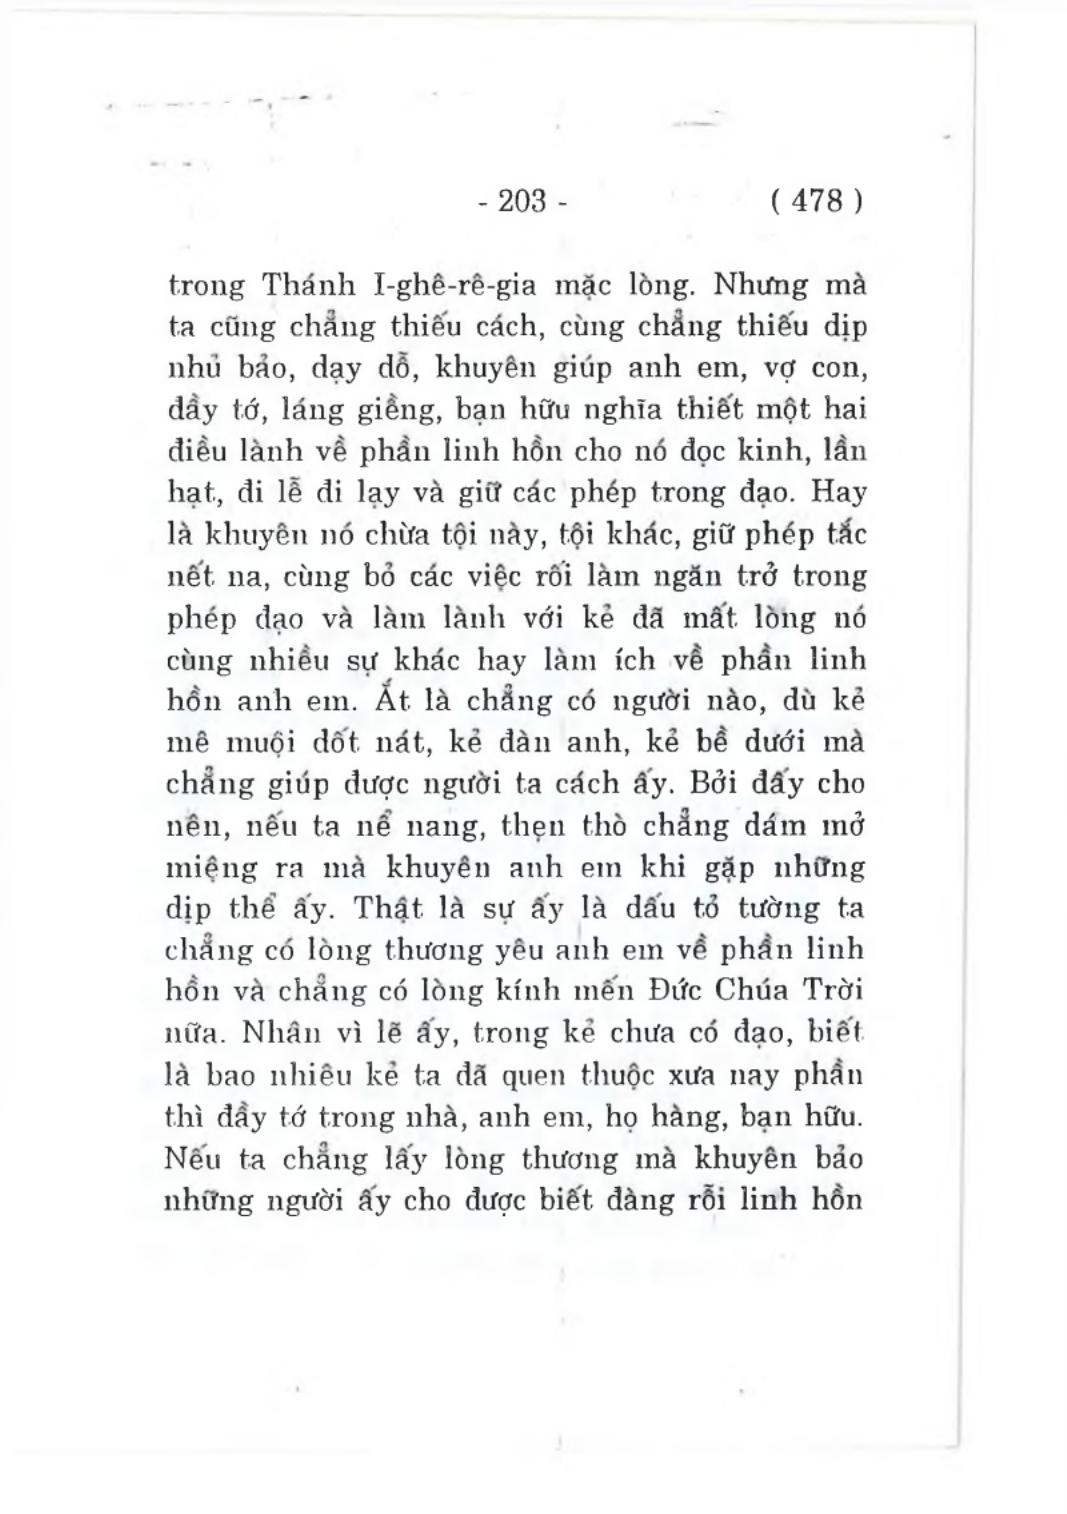 - 203 - ( 478 )
trong Thánh I-ghê-rê-gia mặc lòng. Nhưng mà
ta cũng chẳng thiếu cách, cùng chẳng thiếu dịp
nhủ bảo, dạy dỗ, khuyên giúp anh em, vợ con,
đầy tớ, láng giềng, bạn hữu nghĩa thiết một hai
điều lành về phần linh hồn cho nó đọc kinh, lần
hạt, đi lễ đi lạy và giữ các phép trong đạo. Hay
là khuyên nó chừa tội này, tội khác, giữ phép tắc
nết na, cùng bỏ các việc rối làm ngăn trở trong
phép đạo và làm lành với kẻ đã mất lòng nó
cùng nhiều sự khác hay làm ích về phần linh
hồn anh em. Ắt là chẳng có người nào, dù kẻ
mê muội dốt nát, kẻ đàn anh, kẻ bề dưới mà
chẳng giúp được người ta cách ấy. Bởi đấy cho
nên, nếu ta nể nang, thẹn thò chẳng dám mở
miệng ra mà khuyên anh em khi gặp những
dịp thể ấy. Thật là sự ấy là dấu tỏ tường ta
chẳng có lòng thương yêu anh em về phần linh
hồn và chẳng có lòng kính mến Đức Chúa Trời
nữa. Nhân vì lẽ ấy, trong kẻ chưa có đạo, biết
là bao nhiêu kẻ ta đã quen thuộc xưa nay phần
thì đầy tớ trong nhà, anh em, họ hàng, bạn hữu.
Nếu ta chẳng lấy lòng thương mà khuyên bảo
những người ấy cho được biết đàng rỗi linh hồn